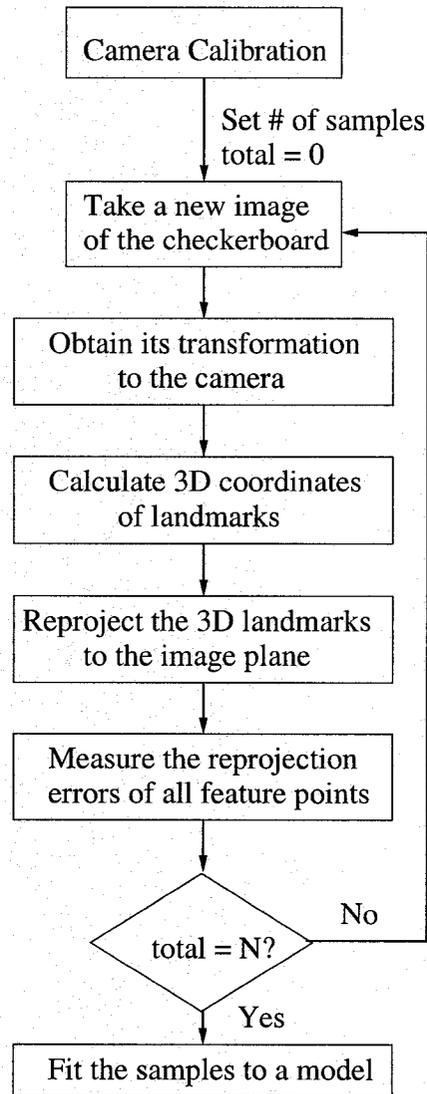 Camera Calibration
Set # of samples
total = 0
Take a new image
of the checkerboard
Obtain its transformation
to the camera
Calculate 3D coordinates
of landmarks
Reproject the 3D landmarks
to the image plane
Measure the reprojection
errors of all feature points
total = N?
No
Yes
Fit the samples to a model